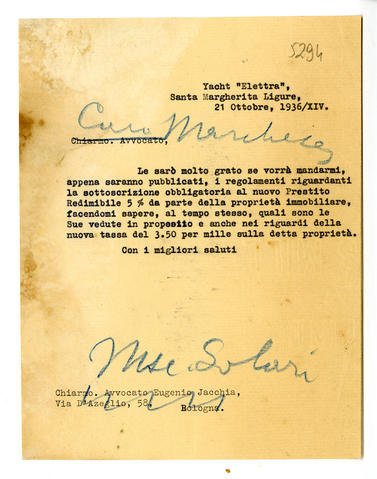 5294
Yacht "Elettra",
Santa Margherita Ligure,
21 Ottobre, 1936/XIV.
Caro Marchese
Chiarmo. Avvocato,
Le sarò molto grato se vorrà mandarmi,
appena saranno pubblicati, i regolamenti riguardanti
la sottoscrizione obbligatoria al nuovo Prestito
Redimibile 5 % da parte della proprietà immobiliare,
facendomi sapere, al tempo stesso, quali sono le
Sue vedute in proposito e anche nei riguardi della
nuova tassa del 3.50 per mille sulla detta proprietà.
Con i migliori saluti
Mse. Solari
Chiarmo. Avvocato Eugenio Jacchia,
Via D'Azeglio, 58,
Bologna.